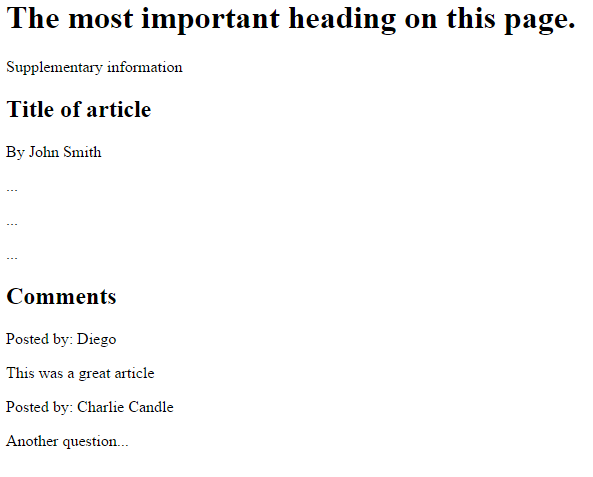 The most important heading on this page.
Supplementary information
Title of article
By John Smith
...
...
...
Comments
Posted by: Diego
This was a great article
Posted by: Charlie Candle
Another question...